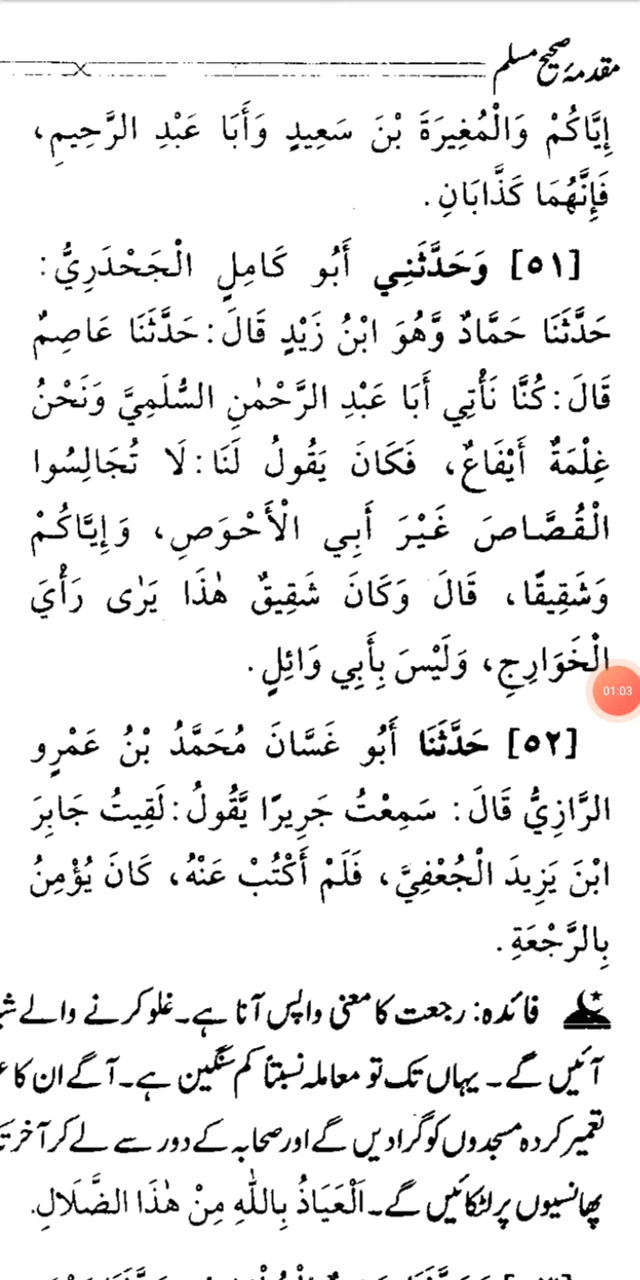 مقدمۂ صحیح مسلم
إِيَّاكُمْ وَالْمُغِيرَةَ بْنَ سَعِيدٍ وَأَبَا عَبْدِ الرَّحِيمِ،
فَإِنَّهُمَا كَذَّابَانِ.
[٥١] وَحَدَّثَنِي أَبُو كَامِلٍ الْجَحْدَرِيُّ:
حَدَّثَنَا حَمَّادٌ وَّهُوَ ابْنُ زَيْدٍ قَالَ: حَدَّثَنَا عَاصِمٌ
قَالَ: كُنَّا نَأْتِي أَبَا عَبْدِ الرَّحْمٰنِ السُّلَمِيَّ وَنَحْنُ
غِلْمَةٌ أَيْفَاعٌ، فَكَانَ يَقُولُ لَنَا: لَا تُجَالِسُوا
الْقُصَّاصَ غَيْرَ أَبِي الْأَحْوَصِ، وَإِيَّاكُمْ
وَشَقِيقًا، قَالَ وَكَانَ شَقِيقٌ هٰذَا يَرٰى رَأْيَ
الْخَوَارِجِ، وَلَيْسَ بِأَبِي وَائِلٍ.
01:03
[٥٢] حَدَّثَنَا أَبُو غَسَّانَ مُحَمَّدُ بْنُ عَمْرٍو
الرَّازِيُّ قَالَ: سَمِعْتُ جَرِيرًا يَّقُولُ: لَقِيتُ جَابِرَ
ابْنَ يَزِيدَ الْجُعْفِيَّ، فَلَمْ أَكْتُبْ عَنْهُ، كَانَ يُؤْمِنُ
بِالرَّجْعَةِ.
فائدہ: رجعت کا معنی واپس آنا ہے۔ غلو کرنے والے
آئیں گے۔ یہاں تک تو معاملہ نسبتاً کم سنگین ہے۔ آگے ان کا
تعمیر کردہ مسجدوں کو گرا دیں گے اور صحابہ کے دور سے لے کر آخر
پھانسیوں پر لٹکائیں گے۔ اَلْعَيَاذُ بِاللّٰهِ مِنْ هٰذَا الضَّلَالِ.